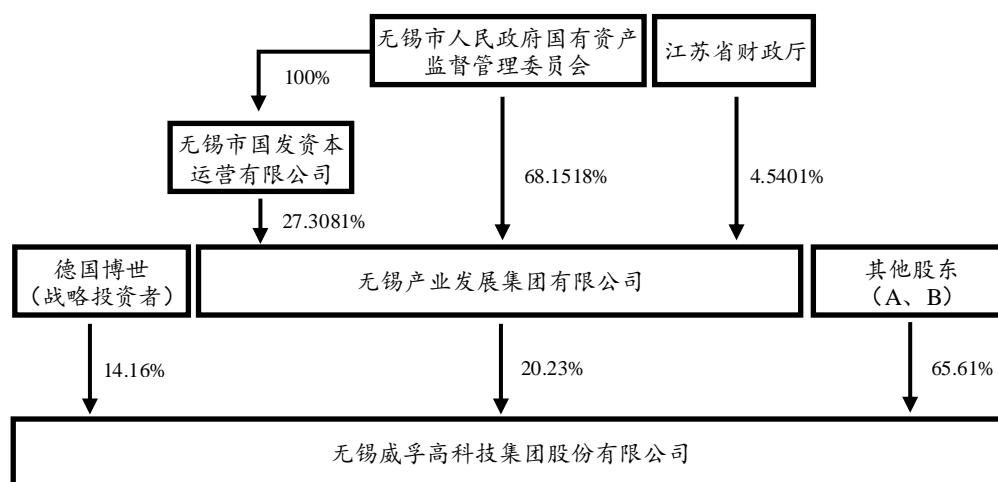 无锡市人民政府国有资产
监督管理委员会
江苏省财政厅
100%
无锡市国发资本
运营有限公司
68.1518%
4.5401%
27.3081%
德国博世
（战略投资者）
无锡产业发展集团有限公司
其他股东
（A、B）
14.16%
20.23%
65.61%
无锡威孚高科技集团股份有限公司